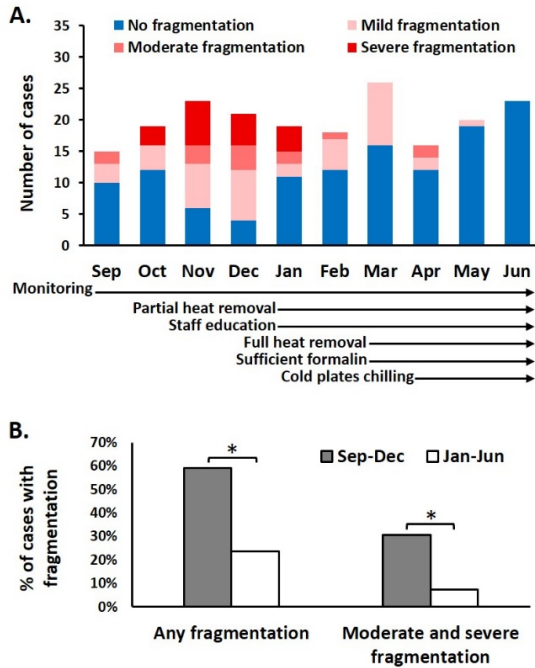 A.
No fragmentation
Mild fragmentation
Moderate fragmentation
Severe fragmentation
Number of cases
35
30
25
20
15
10
5
0
Sep Oct Nov Dec Jan Feb Mar Apr May Jun
Monitoring
Partial heat removal
Staff education
Full heat removal
Sufficient formalin
Cold plates chilling
B.
% of cases with
fragmentation
70%
60%
50%
40%
30%
20%
10%
0%
*
*
Sep-Dec
Jan-Jun
Any fragmentation
Moderate and severe
fragmentation